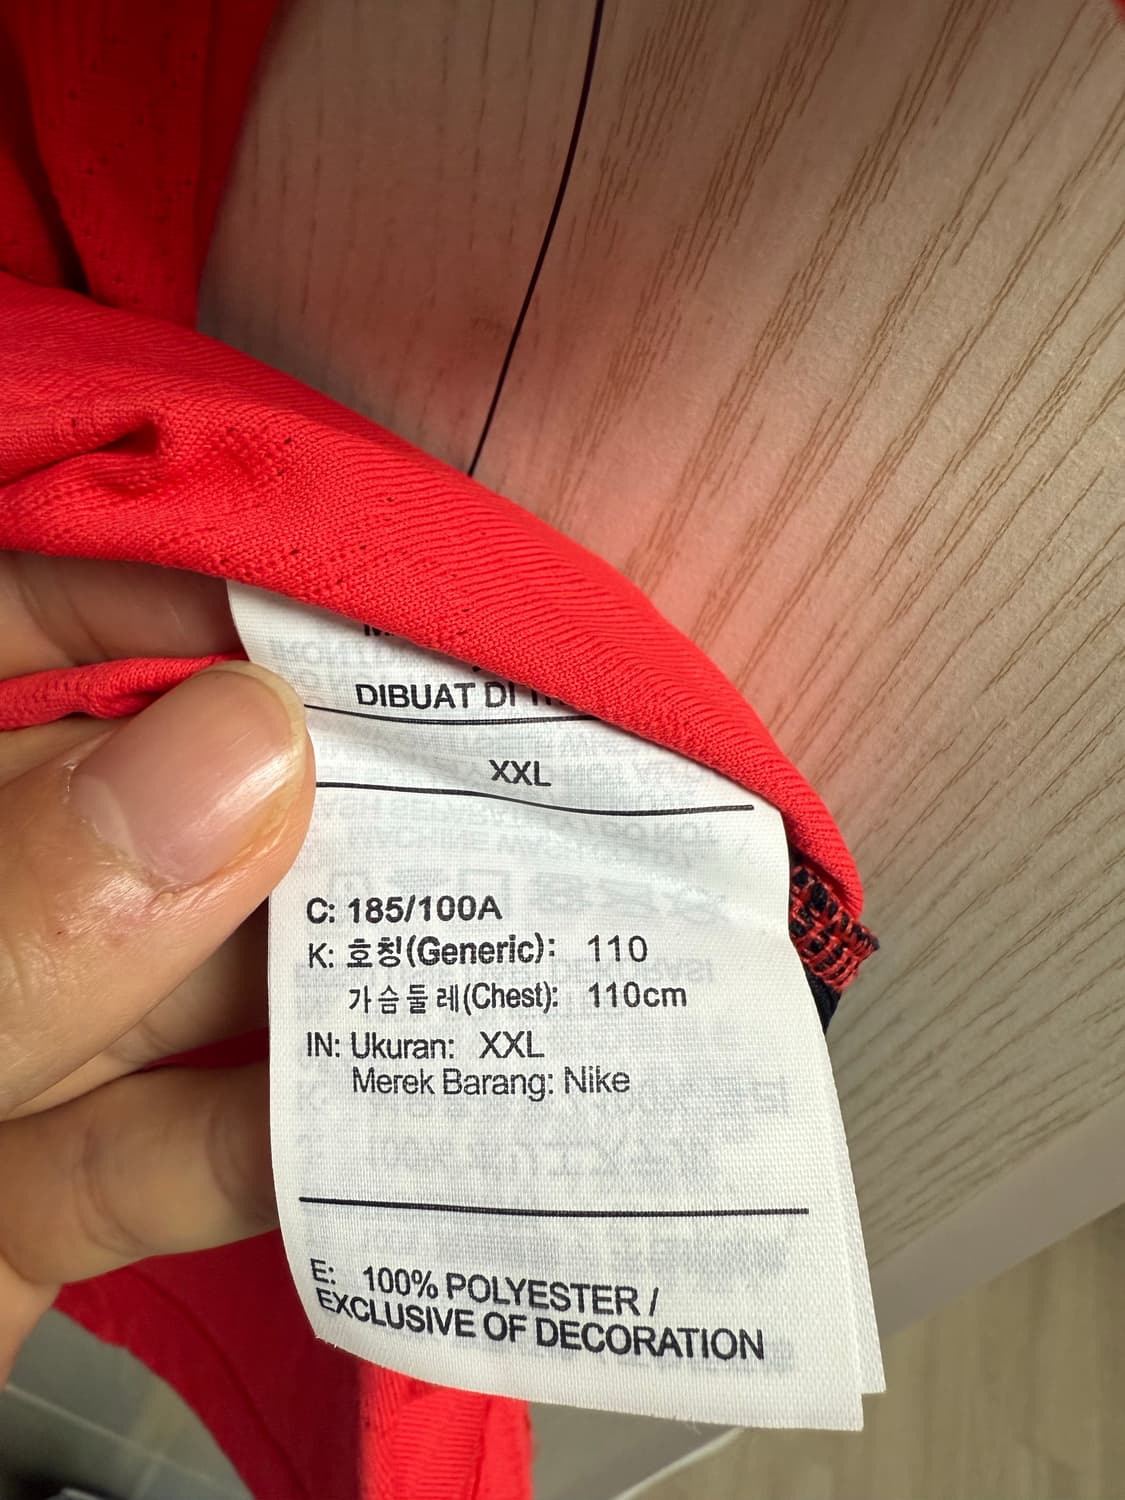 DIBUAT DI
XXL
C: 185/100A
K: 호칭(Generic): 110
가슴둘레(Chest): 110cm
IN: Ukuran: XXL
Merek Barang: Nike
E: 100% POLYESTER /
EXCLUSIVE OF DECORATION